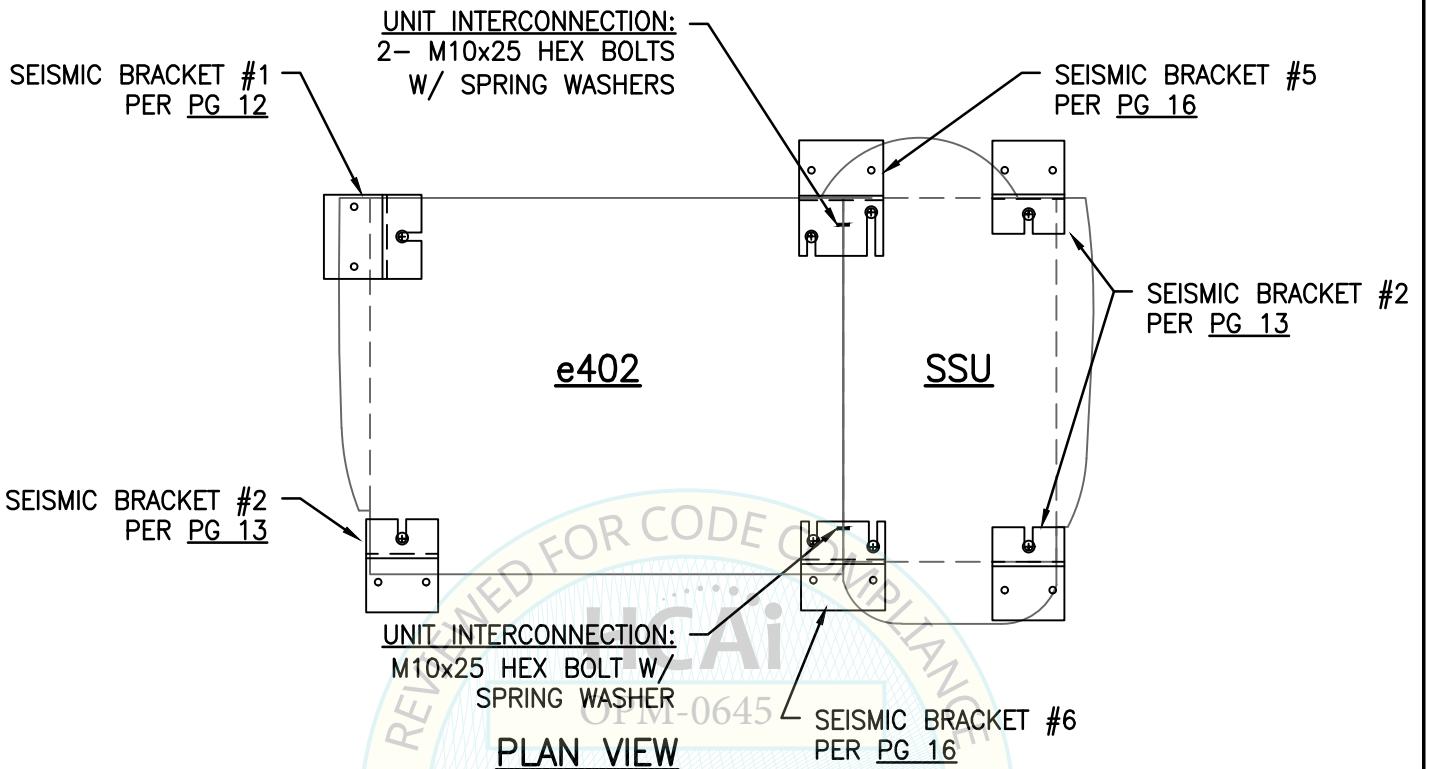 UNIT INTERCONNECTION:
2- M10x25 HEX BOLTS
W/ SPRING WASHERS
SEISMIC BRACKET #1
PER PG 12
SEISMIC BRACKET #5
PER PG 16
SEISMIC BRACKET #2
PER PG 13
e402
SSU
SEISMIC BRACKET #2
PER PG 13
UNIT INTERCONNECTION:
M10x25 HEX BOLT W/
SPRING WASHER
SEISMIC BRACKET #6
PER PG 16
PLAN VIEW
REVIEWED FOR CODE COMPLIANCE
HCAi
OPM-0645